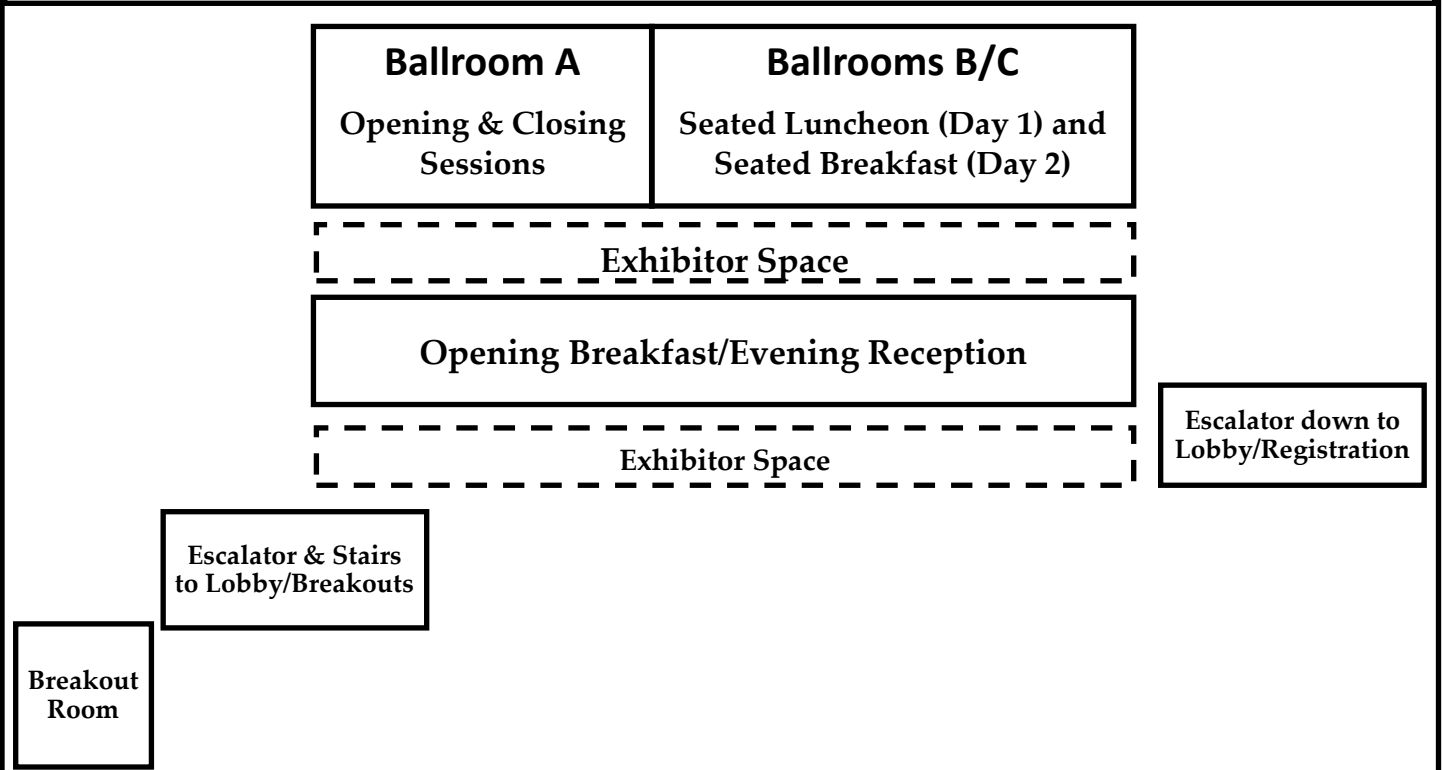 Ballroom A
Opening & Closing
Sessions
Ballrooms B/C
Seated Luncheon (Day 1) and
Seated Breakfast (Day 2)
Exhibitor Space
Opening Breakfast/Evening Reception
Exhibitor Space
Escalator down to
Lobby/Registration
Escalator & Stairs
to Lobby/Breakouts
Breakout
Room